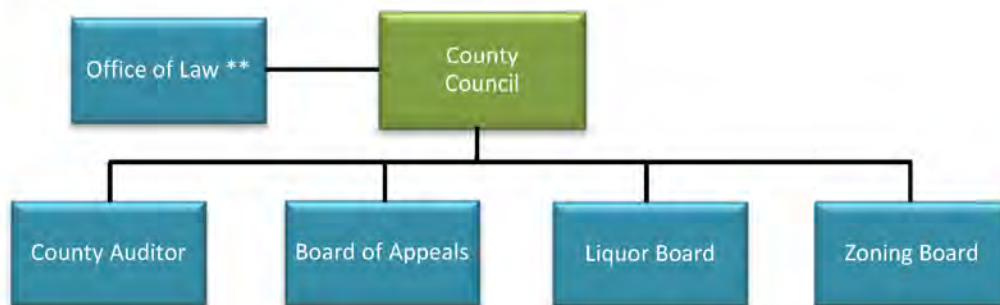 Office of Law **
County
Council
County Auditor
Board of Appeals
Liquor Board
Zoning Board